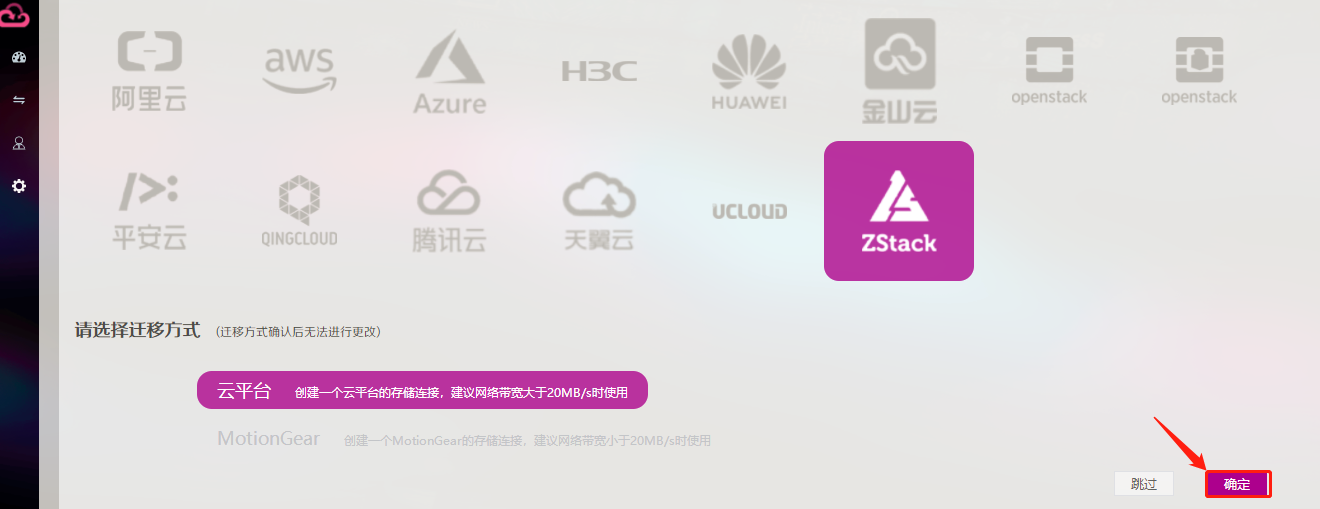 阿里云
aws
Azure
H3C
HUAWEI
金山云
openstack
openstack
平安云
QINGCLOUD
腾讯云
天翼云
UCLOUD
ZStack
请选择迁移方式 （迁移方式确认后无法进行更改）
云平台 创建一个云平台的存储连接，建议网络带宽大于20MB/s时使用
MotionGear 创建一个MotionGear的存储连接，建议网络带宽小于20MB/s时使用
跳过 确定